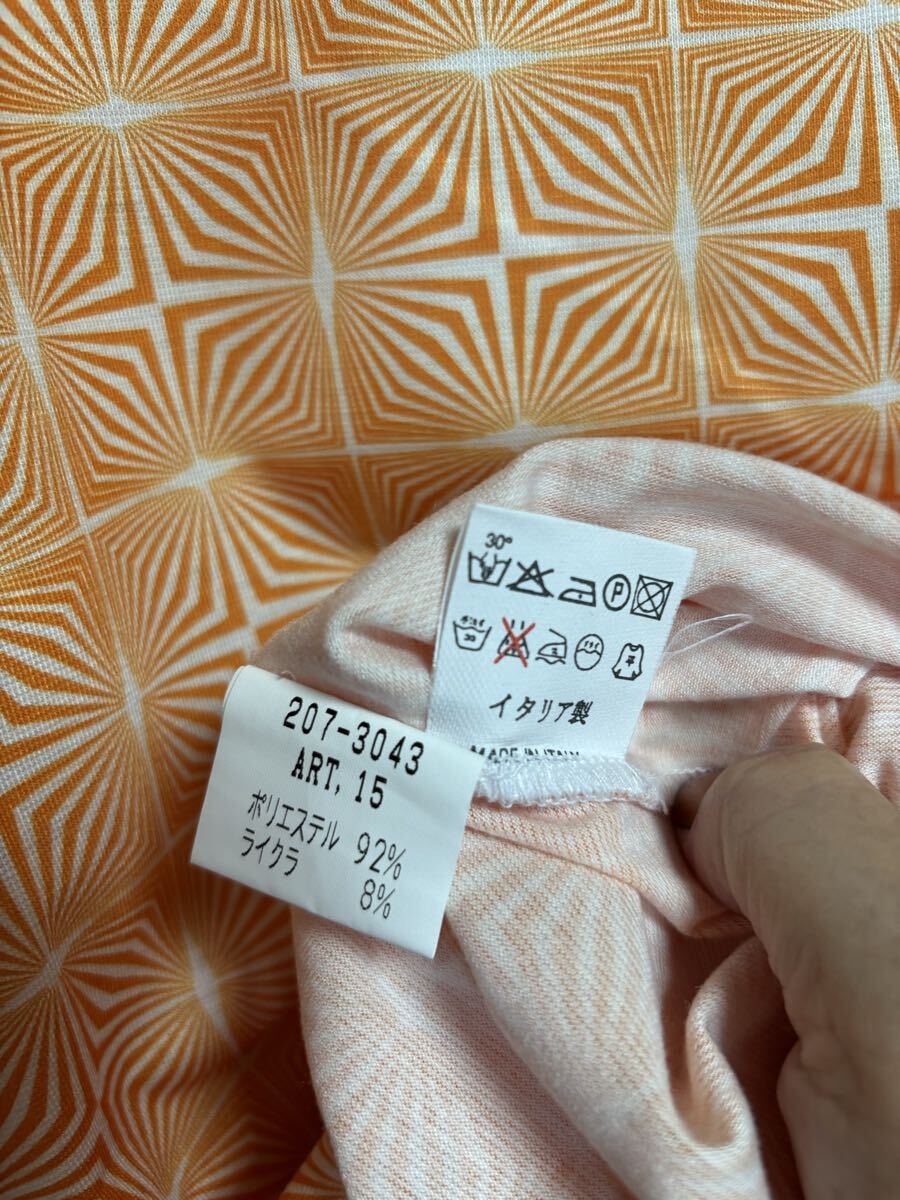 30°
P
30
イタリア製
MADE IN ITALY
207-3043
ART, 15
ポリエステル 92%
ライクラ 8%